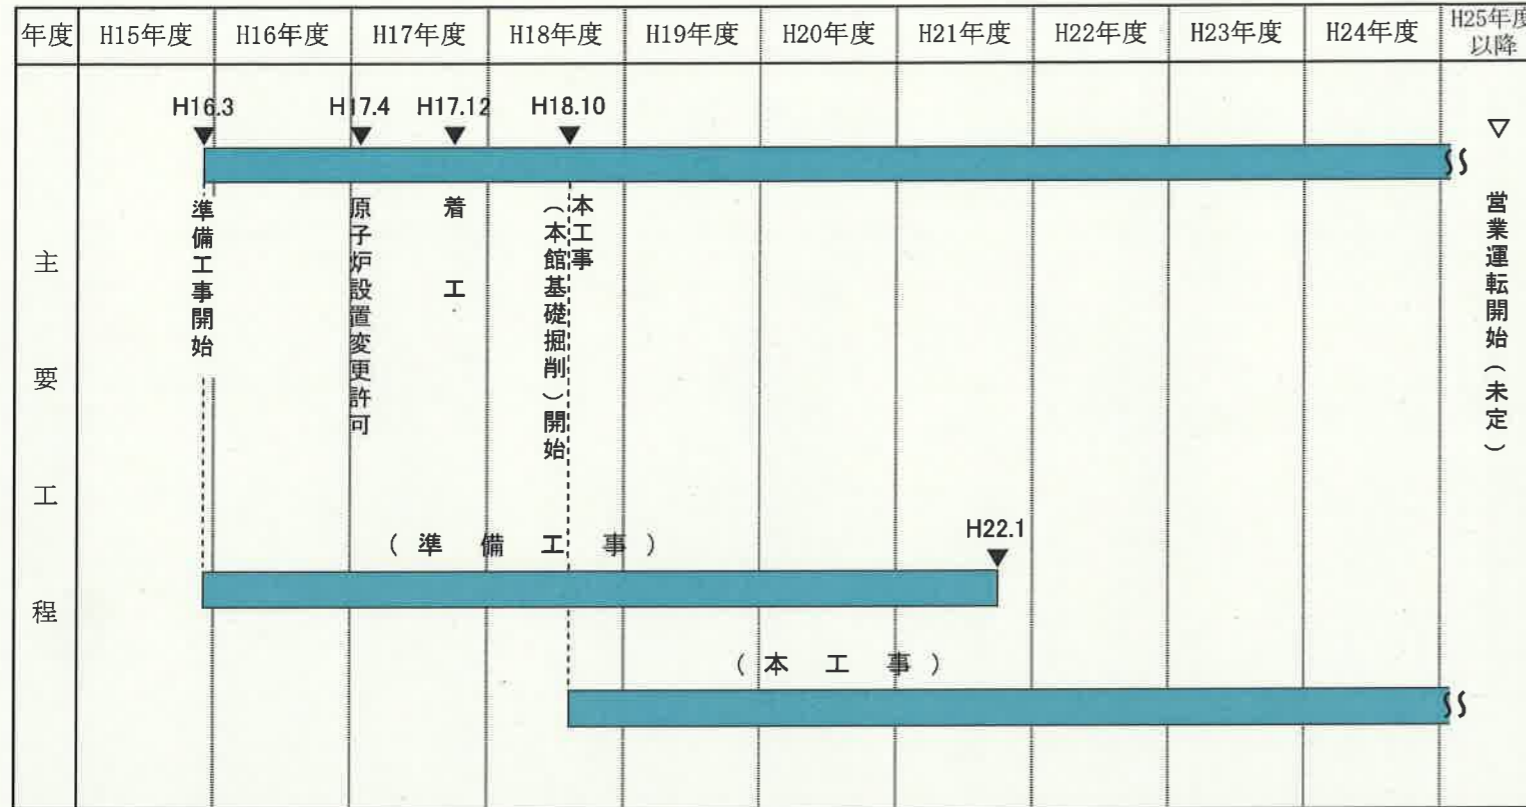 年度
H15年度
H16年度
H17年度
H18年度
H19年度
H20年度
H21年度
H22年度
H23年度
H24年度
H25年度
以降
主要工程
H16.3
H17.4
H17.12
H18.10
準備工事開始
原子炉設置変更許可
着工
本工事
（本館基礎掘削）開始
営業運転開始（未定）
（準備工事）
H22.1
（本工事）